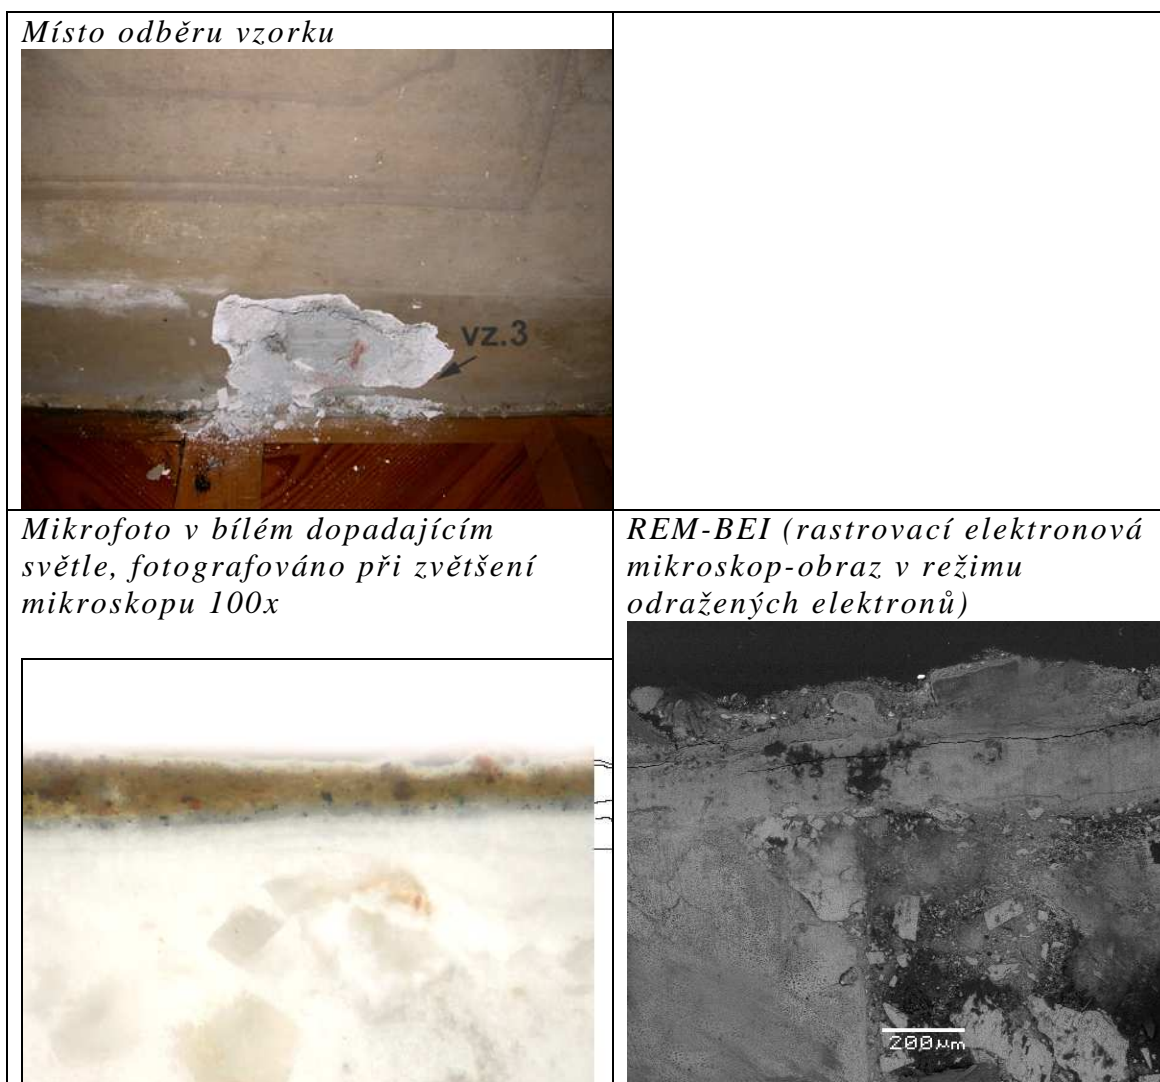 Místo odběru vzorku
vz.3
Mikrofoto v bílém dopadajícím
světle, fotografováno při zvětšení
mikroskopu 100x
REM-BEI (rastrovací elektronová
mikroskop-obraz v režimu
odražených elektronů)
200µm